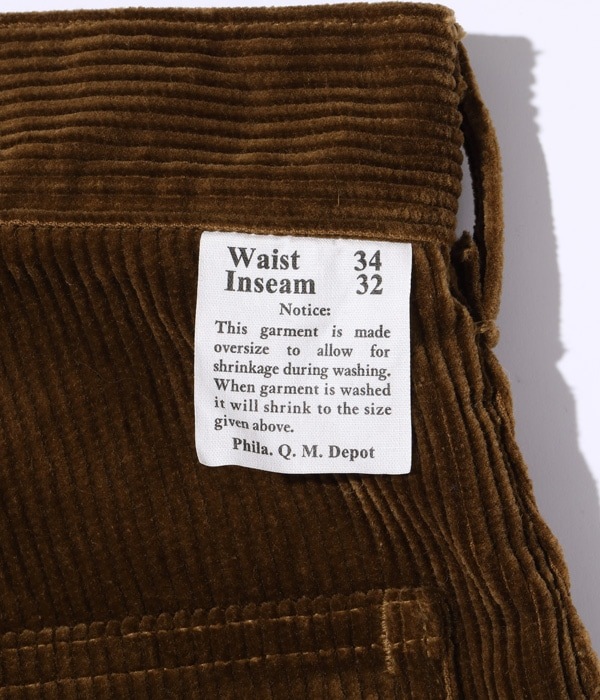 Waist 34
Inseam 32
Notice:
This garment is made
oversize to allow for
shrinkage during washing.
When garment is washed
it will shrink to the size
given above.
Phila. Q. M. Depot